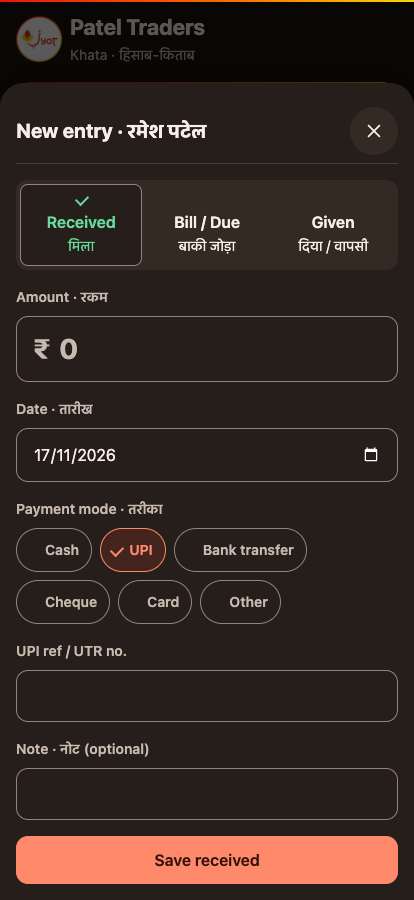 JYOT
Patel Traders
Khata · हिसाब-किताब
New entry · रमेश पटेल
Received
मिला
Bill / Due
बाकी जोड़ा
Given
दिया / वापसी
Amount · रकम
₹ 0
Date · तारीख
17/11/2026
Payment mode · तरीका
Cash
UPI
Bank transfer
Cheque
Card
Other
UPI ref / UTR no.
Note · नोट (optional)
Save received